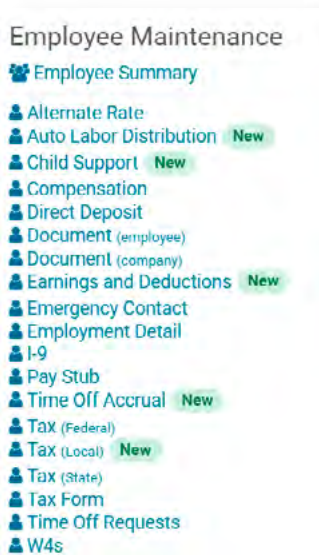 Employee Maintenance
Employee Summary
Alternate Rate
Auto Labor Distribution New
Child Support New
Compensation
Direct Deposit
Document (employee)
Document (company)
Earnings and Deductions New
Emergency Contact
Employment Detail
I-9
Pay Stub
Time Off Accrual New
Tax (Federal)
Tax (Local) New
Tax (State)
Tax Form
Time Off Requests
W4s